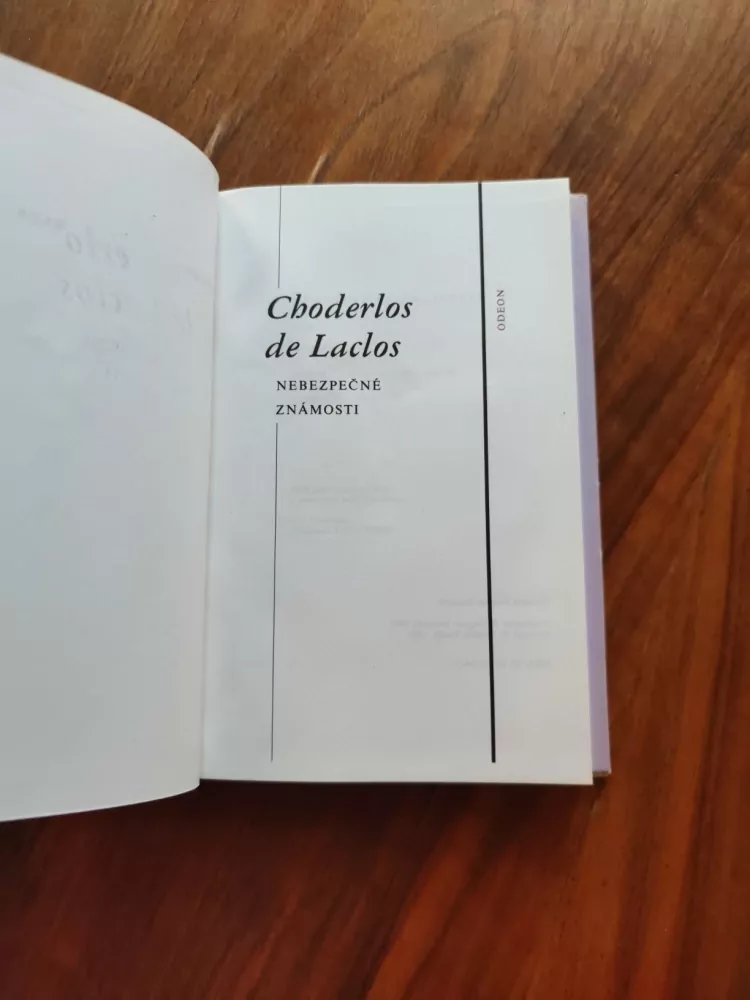 Choderlos
de Laclos
NEBEZPEČNÉ
ZNÁMOSTI
ODEON